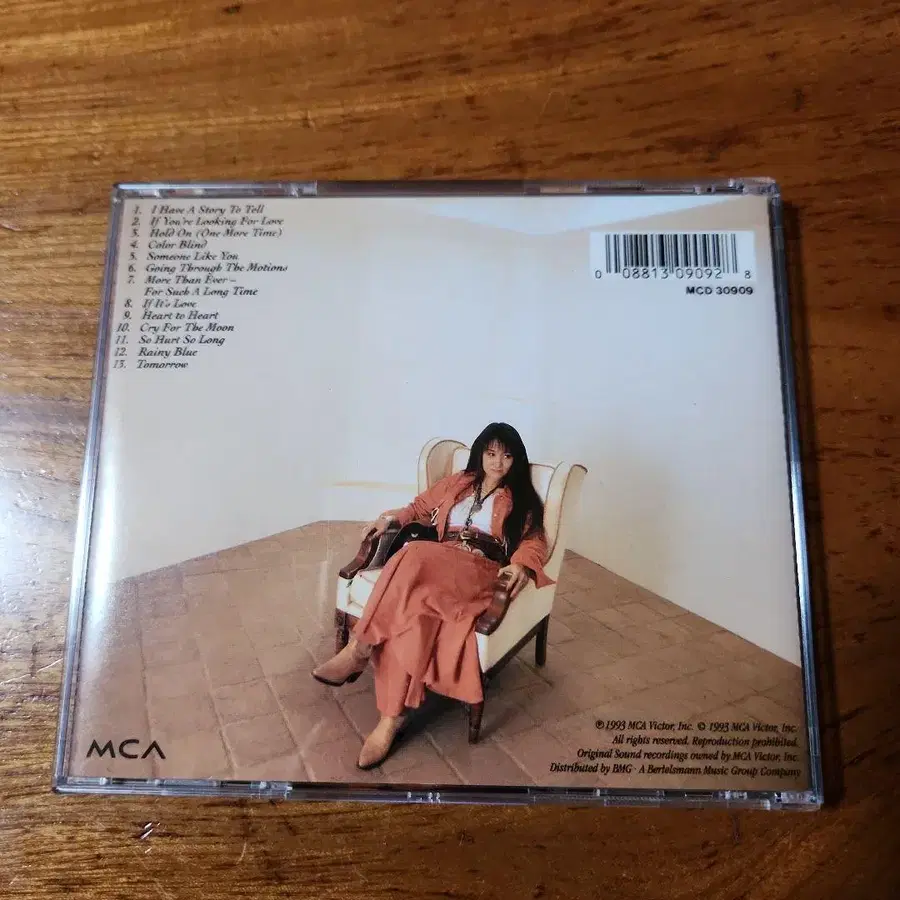 1. I Have A Story To Tell
2. If You're Looking For Love
3. Hold On (One More Time)
4. Color Blind
5. Someone Like You
6. Going Through The Motions
7. More Than Ever –
For Such A Long Time
8. If It's Love
9. Heart to Heart
10. Cry For The Moon
11. So Hurt So Long
12. Rainy Blue
13. Tomorrow
0 08813 09092 8
MCD 30909
MCA
℗ 1993 MCA Victor, Inc. © 1993 MCA Victor, Inc.
All rights reserved. Reproduction prohibited.
Original Sound recordings owned by MCA Victor, Inc.
Distributed by BMG · A Bertelsmann Music Group Company